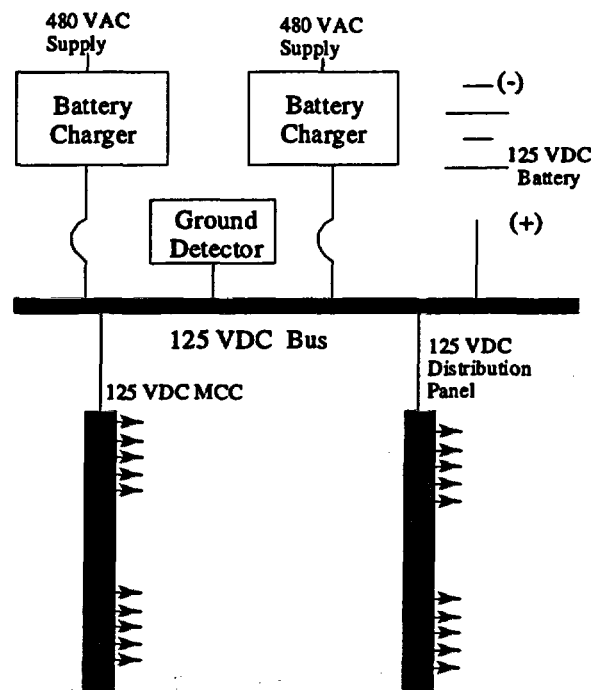 480 VAC
Supply
480 VAC
Supply
Battery
Charger
Battery
Charger
(-)
125 VDC
Battery
Ground
Detector
(+)
125 VDC Bus
125 VDC
Distribution
Panel
125 VDC MCC